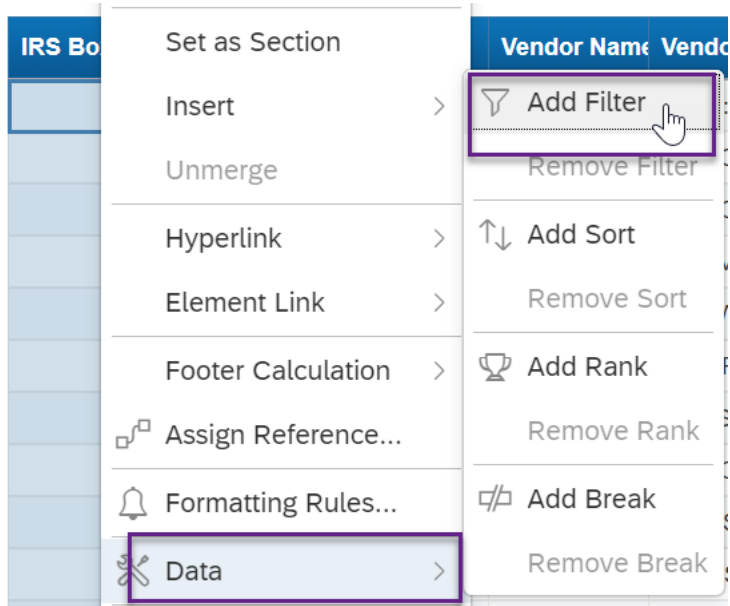 IRS Bo
Vendor Name
Vendo
Set as Section
Insert
Unmerge
Hyperlink
Element Link
Footer Calculation
Assign Reference...
Formatting Rules...
Data
Add Filter
Remove Filter
Add Sort
Remove Sort
Add Rank
Remove Rank
Add Break
Remove Break